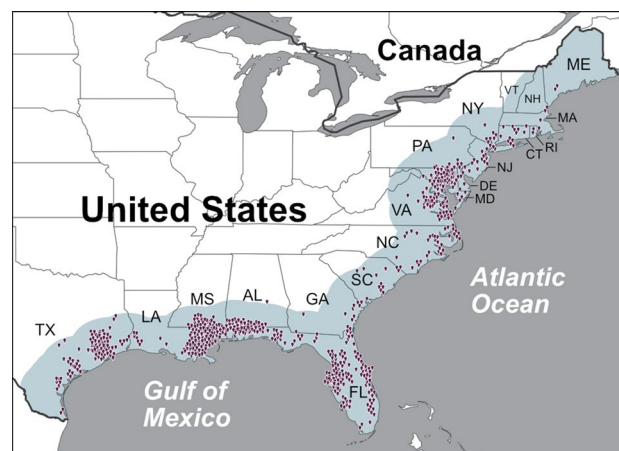 Canada
ME
VT
NH
NY
MA
PA
RI
CT
NJ
DE
MD
United States
VA
NC
SC
Atlantic
Ocean
MS
AL
GA
LA
TX
FL
Gulf of
Mexico